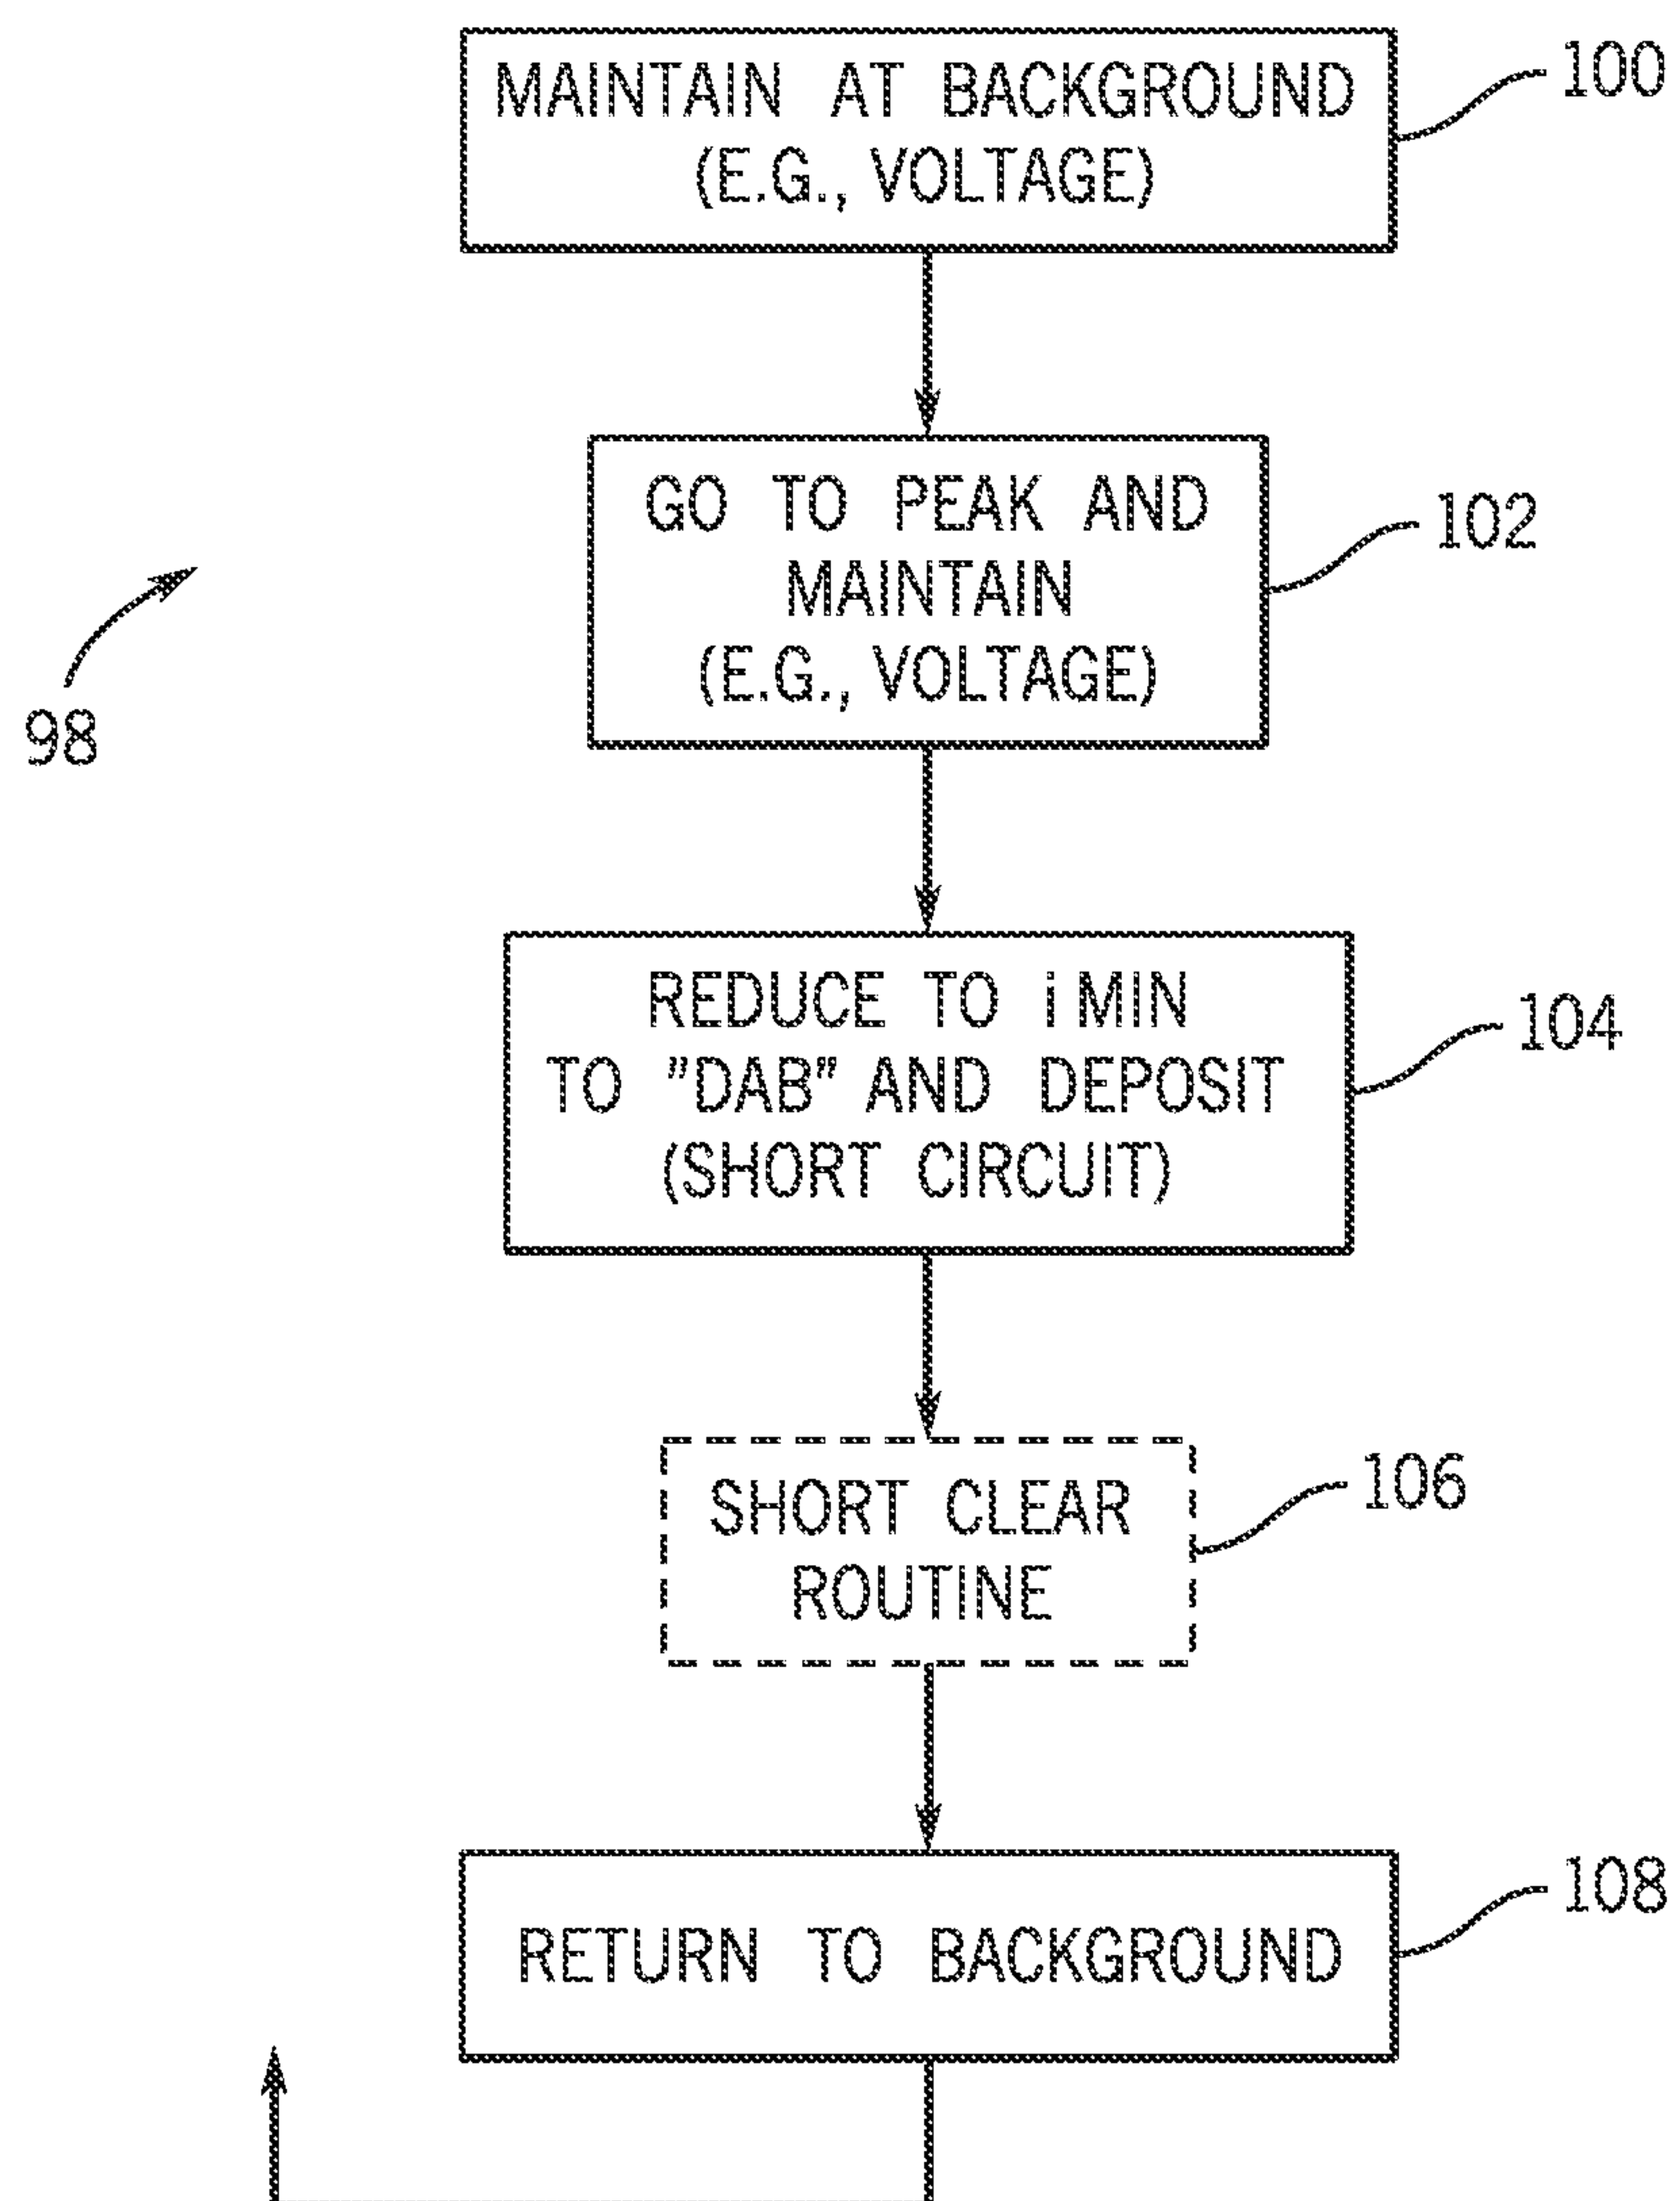 MAINTAIN AT BACKGROUND
(E.G., VOLTAGE)
100
GO TO PEAK AND
MAINTAIN
(E.G., VOLTAGE)
102
98
REDUCE TO i MIN
TO ”DAB” AND DEPOSIT
(SHORT CIRCUIT)
104
SHORT CLEAR
ROUTINE
106
RETURN TO BACKGROUND
108